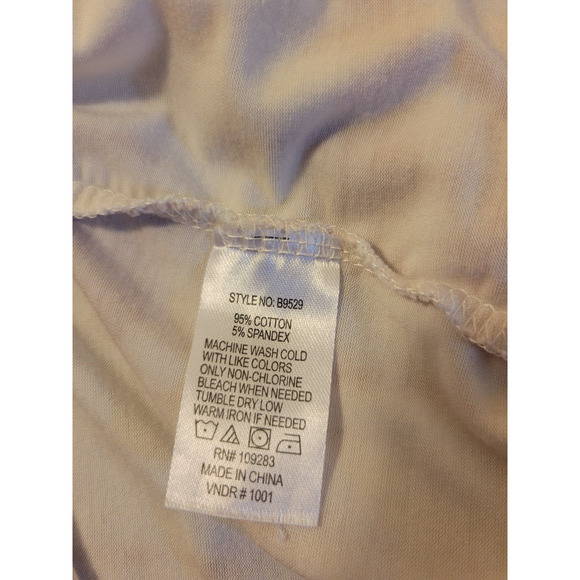 STYLE NO: B9529
95% COTTON
5% SPANDEX
MACHINE WASH COLD
WITH LIKE COLORS
ONLY NON-CHLORINE
BLEACH WHEN NEEDED
TUMBLE DRY LOW
WARM IRON IF NEEDED
RN# 109283
MADE IN CHINA
VNDR # 1001